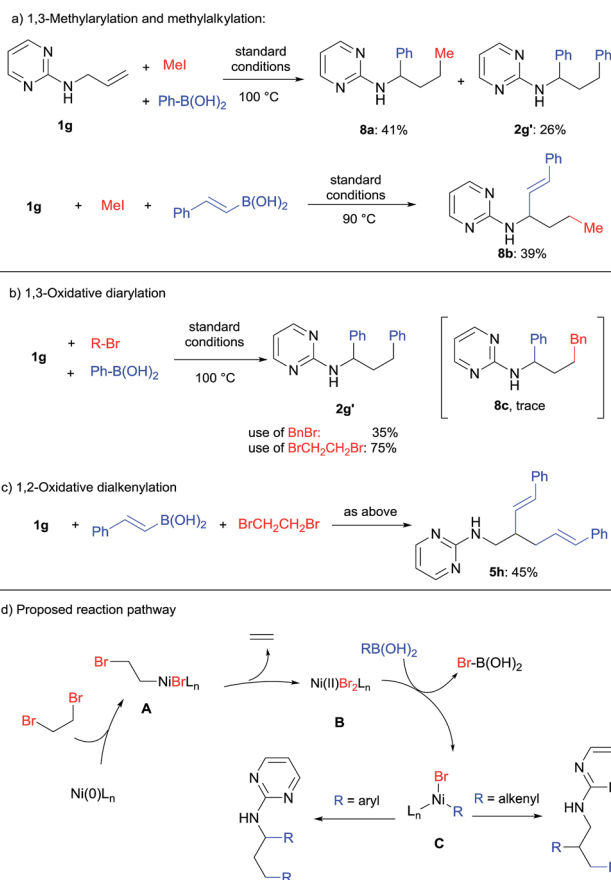 a) 1,3-Methylarylation and methylalkylation:
N
N
N
H
1g
+ MeI
+ Ph-B(OH)2
standard
conditions
100 °C
Ph
Me
N
N
N
H
8a: 41%
+
Ph
Ph
N
N
N
H
2g': 26%
1g + MeI + Ph B(OH)2
standard
conditions
90 °C
Ph
N
N
N
H
Me
8b: 39%
b) 1,3-Oxidative diarylation
1g
+ R-Br
+ Ph-B(OH)2
standard
conditions
100 °C
Ph
Ph
N
N
N
H
2g'
use of BnBr: 35%
use of BrCH2CH2Br: 75%
Ph
Bn
N
N
N
H
8c, trace
c) 1,2-Oxidative dialkenylation
1g + Ph B(OH)2 + BrCH2CH2Br
as above
Ph
H
N
N
N
Ph
5h: 45%
d) Proposed reaction pathway
Br
NiBrLn
A
Br
Br
Ni(0)Ln
Ni(II)Br2Ln
B
RB(OH)2
Br-B(OH)2
Br
Ni
Ln
R
C
R = aryl
R = alkenyl
N
N
HN
R
R
N
HN
R